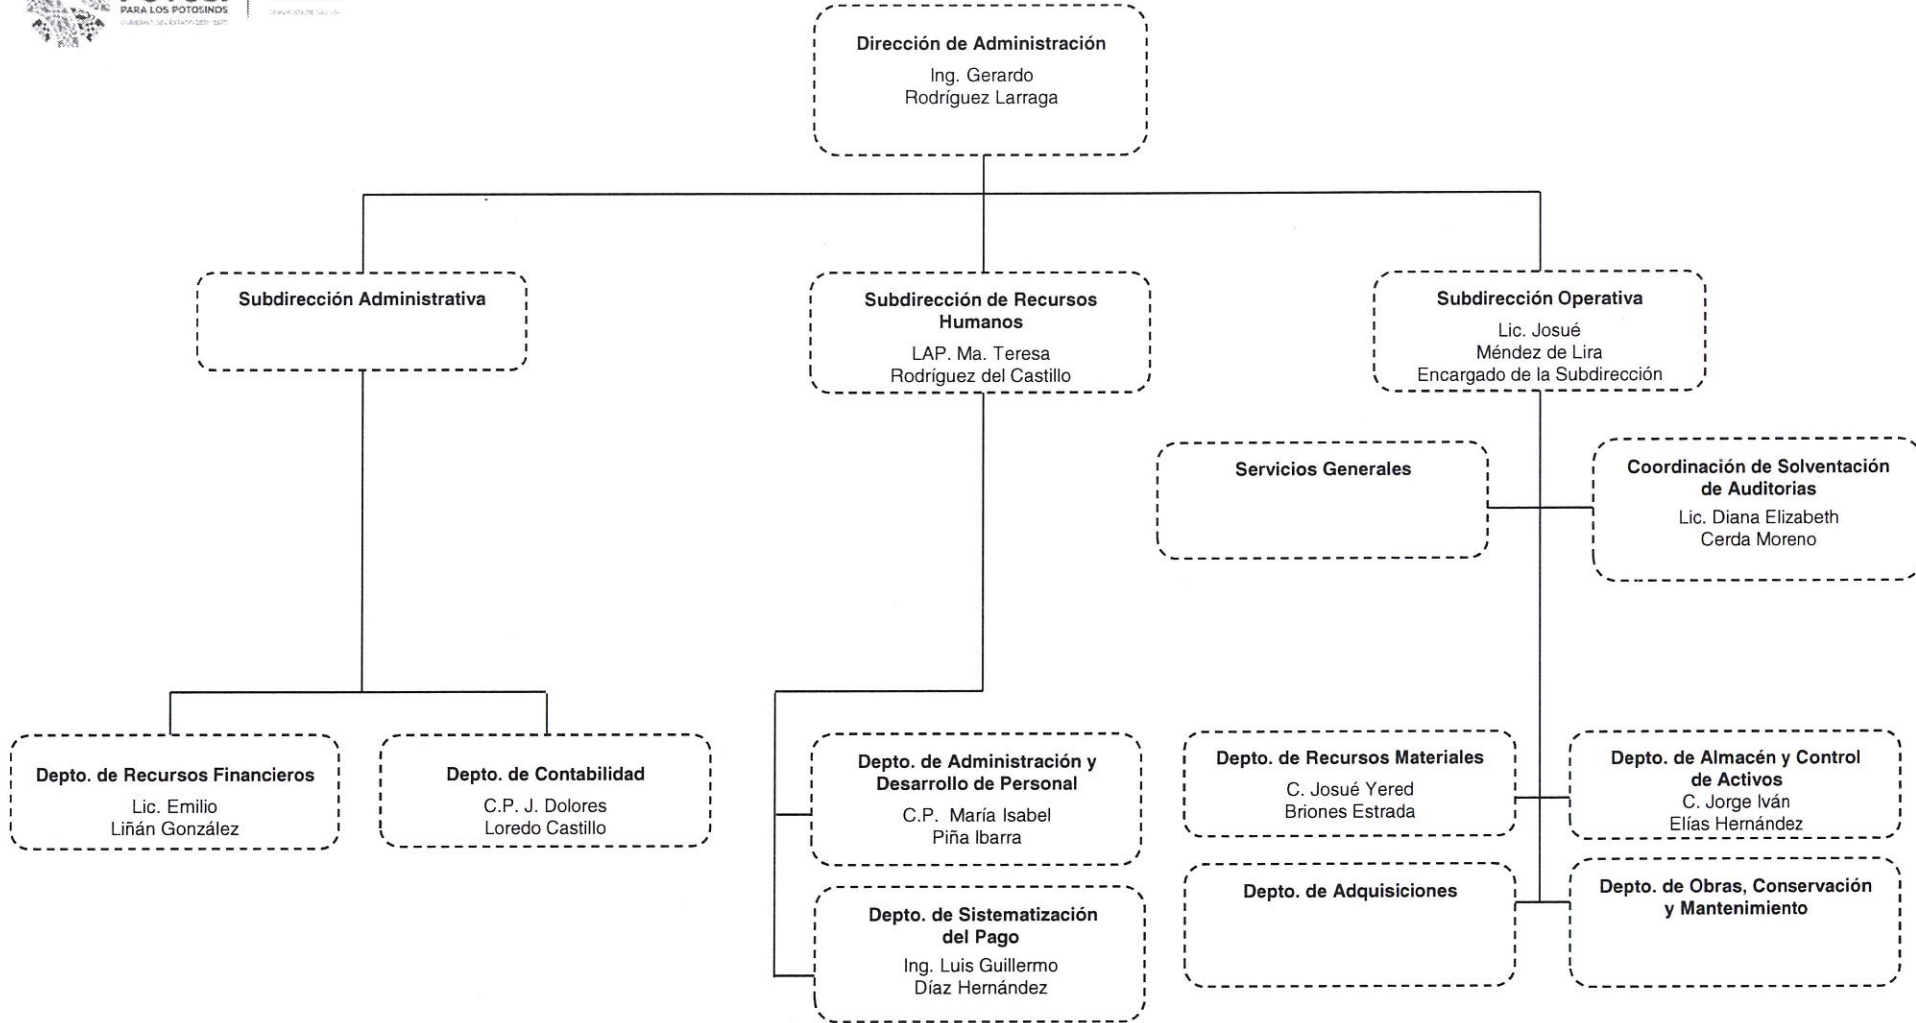 PARA LOS POTOSINOS
Dirección de Administración
Ing. Gerardo
Rodríguez Larraga
Subdirección Administrativa
Subdirección de Recursos
Humanos
LAP. Ma. Teresa
Rodríguez del Castillo
Subdirección Operativa
Lic. Josué
Méndez de Lira
Encargado de la Subdirección
Servicios Generales
Coordinación de Solventación
de Auditorias
Lic. Diana Elizabeth
Cerda Moreno
Depto. de Recursos Financieros
Lic. Emilio
Liñán González
Depto. de Contabilidad
C.P. J. Dolores
Loredo Castillo
Depto. de Administración y
Desarrollo de Personal
C.P. María Isabel
Piña Ibarra
Depto. de Sistematización
del Pago
Ing. Luis Guillermo
Díaz Hernández
Depto. de Recursos Materiales
C. Josué Yered
Briones Estrada
Depto. de Almacén y Control
de Activos
C. Jorge Iván
Elías Hernández
Depto. de Adquisiciones
Depto. de Obras, Conservación
y Mantenimiento